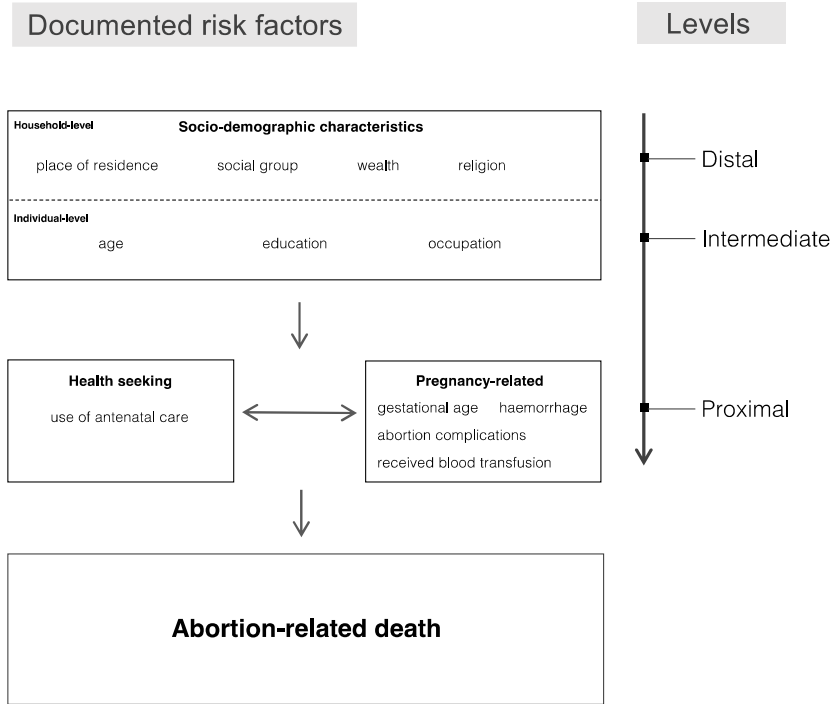 Documented risk factors
Levels
Household-level
Socio-demographic characteristics
place of residence social group wealth religion
Individual-level
age education occupation
Distal
Intermediate
Health seeking
use of antenatal care
Pregnancy-related
gestational age haemorrhage
abortion complications
received blood transfusion
Proximal
Abortion-related death